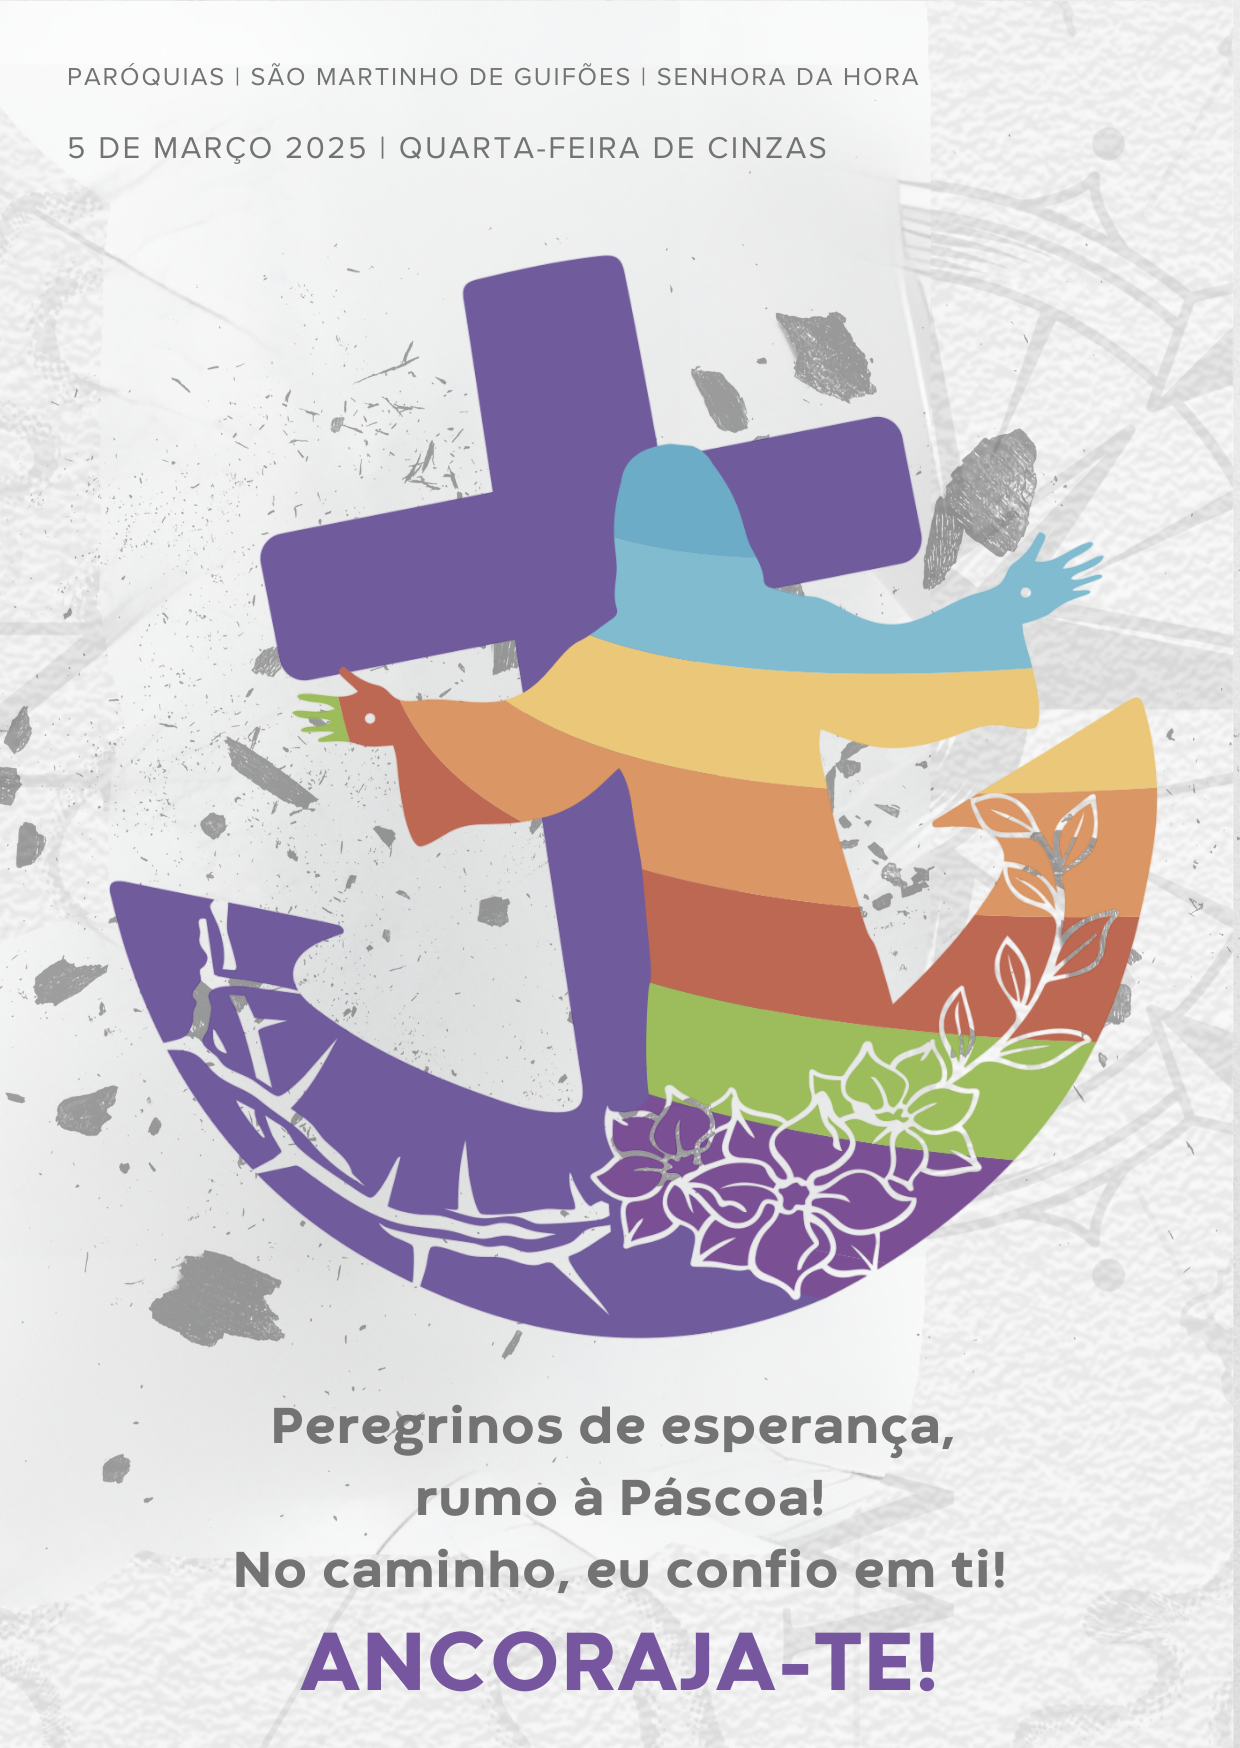 PARÓQUIAS | SÃO MARTINHO DE GUIFÕES | SENHORA DA HORA
5 DE MARÇO 2025 | QUARTA-FEIRA DE CINZAS
Peregrinos de esperança,
rumo à Páscoa!
No caminho, eu confio em ti!
ANCORAJA-TE!